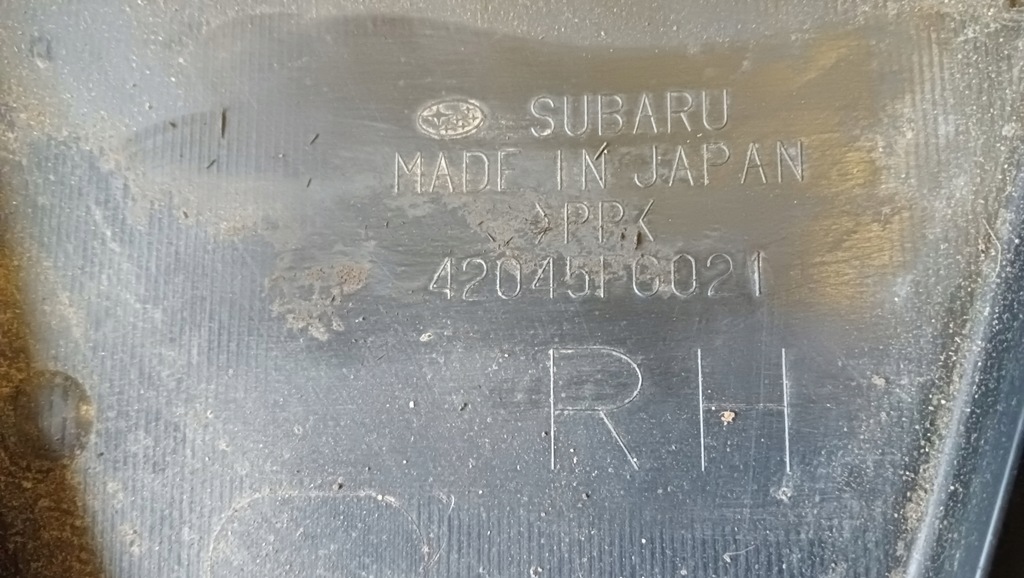 SUBARU
MADE IN JAPAN
>PP<
42045FG021
RH